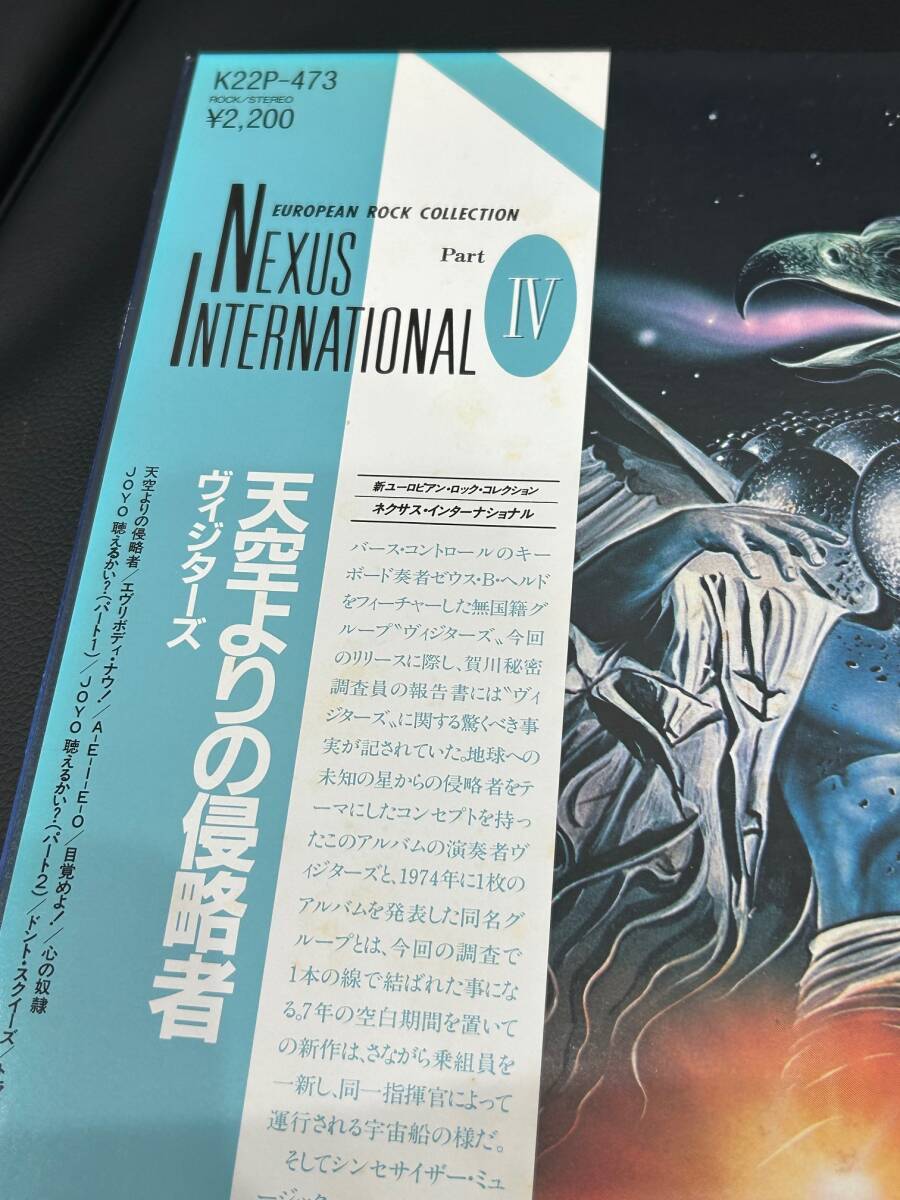 K22P-473
ROCK/STEREO
¥2,200
EUROPEAN ROCK COLLECTION
NEXUS
INTERNATIONAL
Part
IV
天空よりの侵略者
ヴィジターズ
天空よりの侵略者/エヴリボディ・ナウ!/A-E-I-E-O/目覚めよ!/心の奴隷
JOYO 聴えるかい?(パート1)/JOYO 聴えるかい?(パート2)/ドント・スクイーズ/
新ユーロピアン・ロック・コレクション
ネクサス・インターナショナル
バース・コントロールのキー
ボード奏者ゼウス・B・ヘルド
をフィーチャーした無国籍グ
ループ〝ヴィジターズ〟今回
のリリースに際し、賀川秘密
調査員の報告書には〝ヴィ
ジターズ〟に関する驚くべき事
実が記されていた。地球への
未知の星からの侵略者をテ
ーマにしたコンセプトを持っ
たこのアルバムの演奏者ヴ
ィジターズと、1974年に1枚の
アルバムを発表した同名グ
ループとは、今回の調査で
1本の線で結ばれた事にな
る。7年の空白期間を置いて
の新作は、さながら乗組員を
一新し、同一指揮官によって
運行される宇宙船の様だ。
そしてシンセサイザー・ミュ
ージック